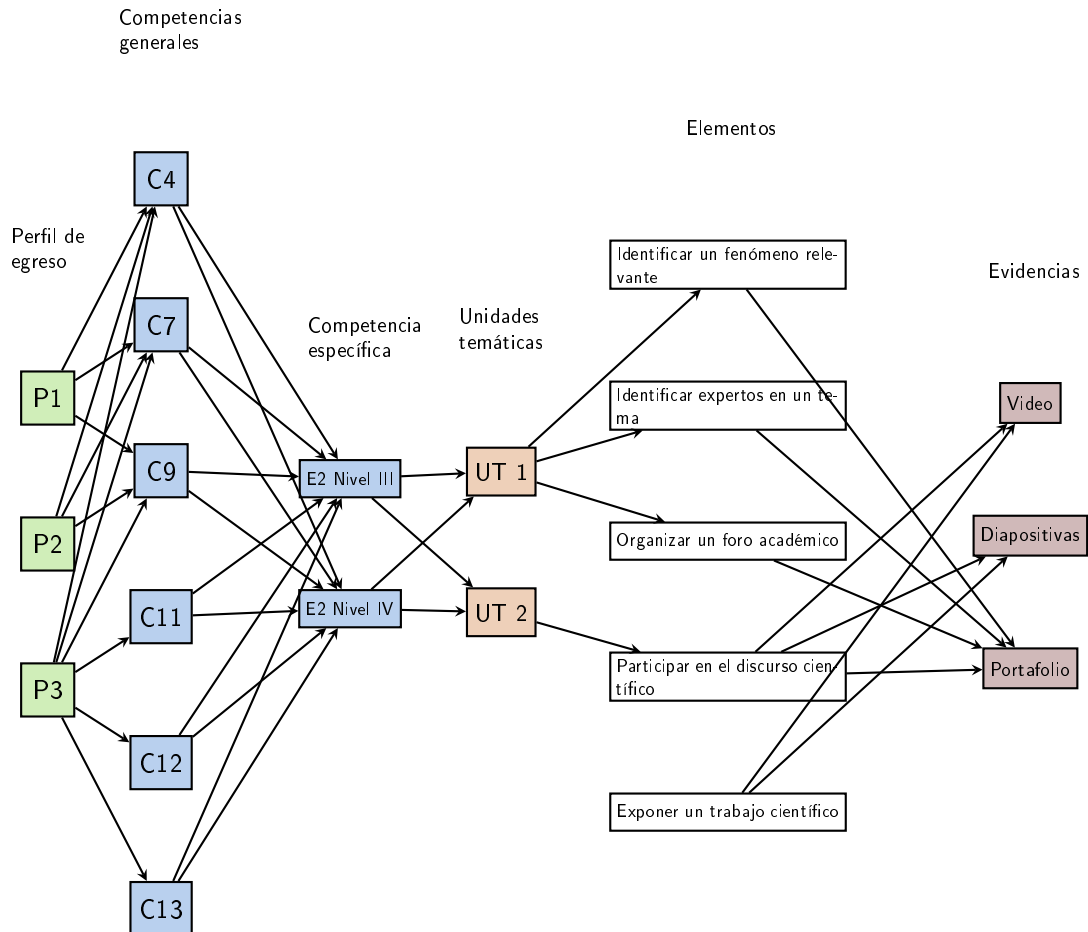 Competencias
generales
Elementos
C4
Perfil de
egreso
Identificar un fenómeno rele-
vante
Evidencias
C7
Competencia
específica
Unidades
temáticas
P1
Identificar expertos en un te-
ma
Video
C9
E2 Nivel III
UT 1
P2
Organizar un foro académico
Diapositivas
C11
E2 Nivel IV
UT 2
P3
Participar en el discurso cien-
tífico
Portafolio
C12
Exponer un trabajo científico
C13